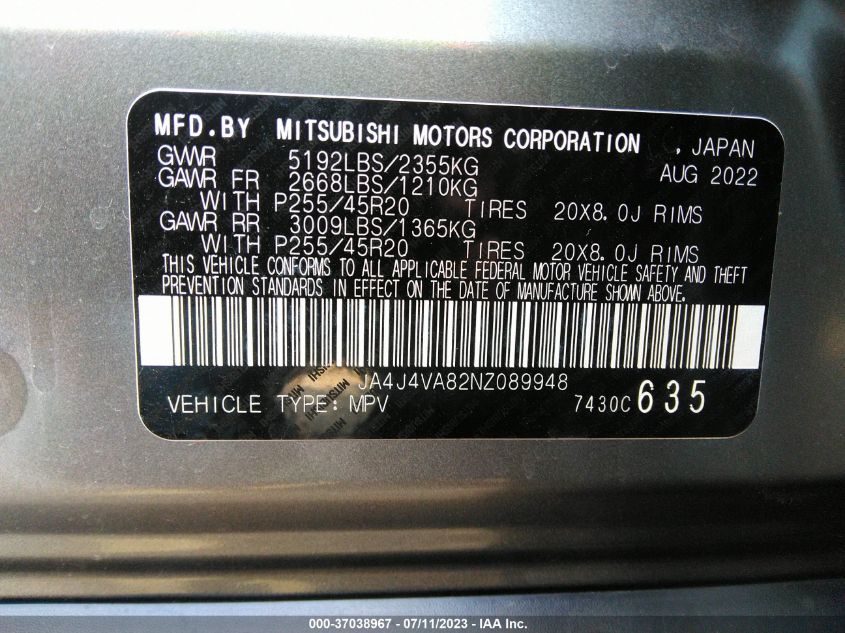 MFD.BY MITSUBISHI MOTORS CORPORATION , JAPAN
GVWR 5192LBS/2355KG AUG 2022
GAWR FR 2668LBS/1210KG
WITH P255/45R20 TIRES 20X8.0J RIMS
GAWR RR 3009LBS/1365KG
WITH P255/45R20 TIRES 20X8.0J RIMS
THIS VEHICLE CONFORMS TO ALL APPLICABLE FEDERAL MOTOR VEHICLE SAFETY AND THEFT
PREVENTION STANDARDS IN EFFECT ON THE DATE OF MANUFACTURE SHOWN ABOVE.
JA4J4VA82NZ089948
VEHICLE TYPE: MPV 7430C 635
000-37038967 - 07/11/2023 - IAA Inc.